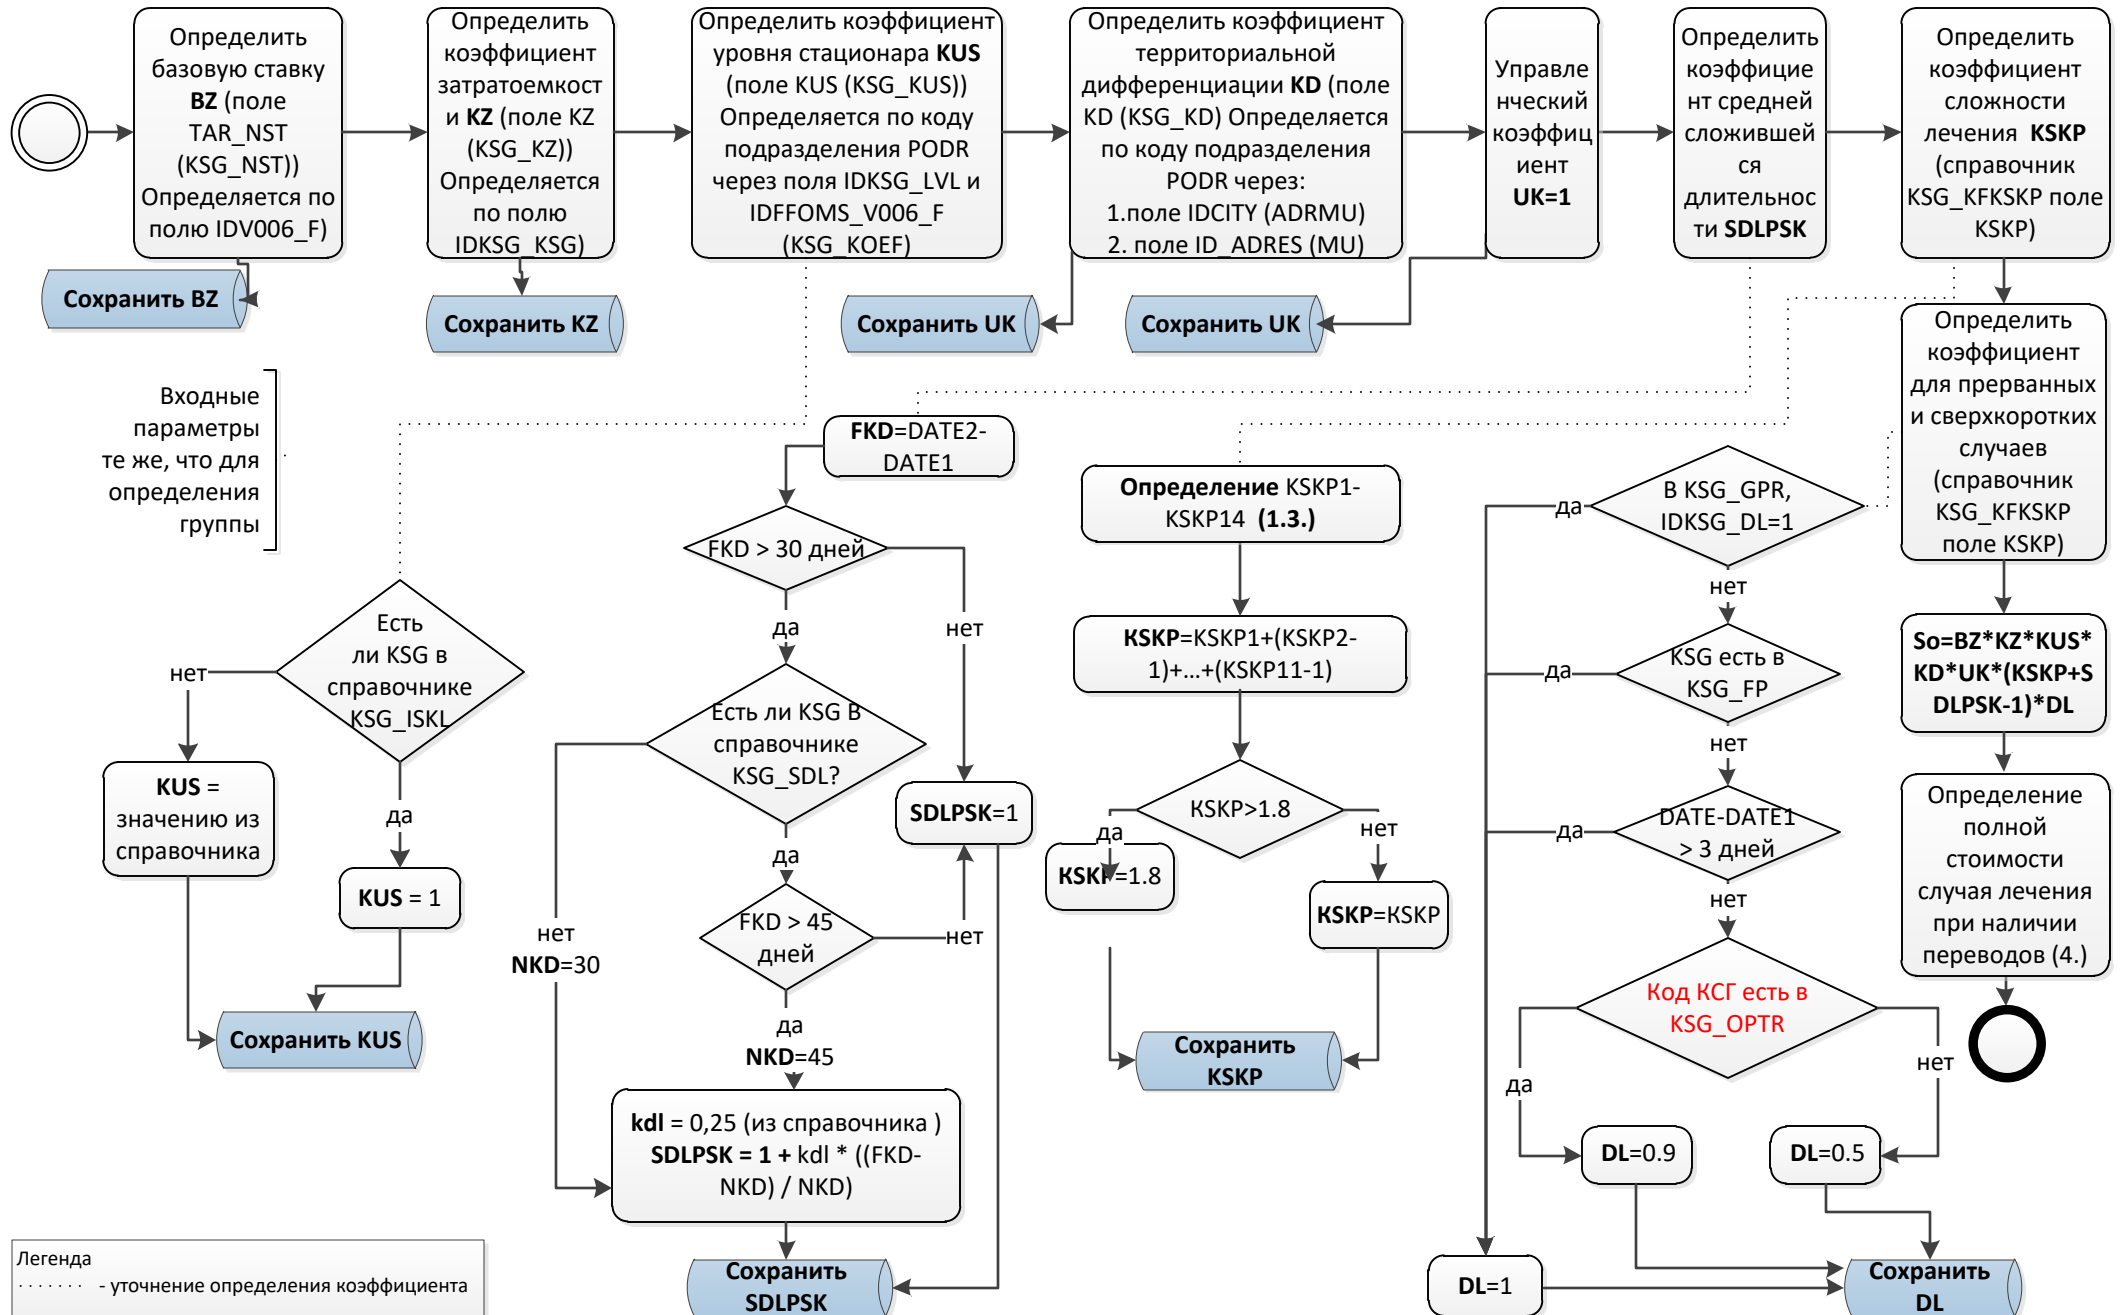 Определить
базовую ставку
BZ (поле
TAR_NST
(KSG_NST))
Определяется по
полю IDV006_F)
Определить
коэффициент
затратоемкост
и KZ (поле KZ
(KSG_KZ))
Определяется
по полю
IDKSG_KSG)
Определить коэффициент
уровня стационара KUS
(поле KUS (KSG_KUS))
Определяется по коду
подразделения PODR
через поля IDKSG_LVL и
IDFFOMS_V006_F
(KSG_KOEF)
Определить коэффициент
территориальной
дифференциации KD (поле
KD (KSG_KD) Определяется
по коду подразделения
PODR через:
1.поле IDCITY (ADRMU)
2. поле ID_ADRES (MU)
Управле
нческий
коэффиц
иент
UK=1
Определить
коэффицие
нт средней
сложившей
ся
длительнос
ти SDLPSK
Определить
коэффициент
сложности
лечения KSKP
(справочник
KSG_KFKSKP поле
KSKP)
Сохранить BZ
Сохранить KZ
Сохранить UK
Сохранить UK
Входные
параметры
те же, что для
определения
группы
Есть
ли KSG в
справочнике
KSG_ISKL
нет
да
KUS =
значению из
справочника
KUS = 1
Сохранить KUS
FKD=DATE2-
DATE1
FKD > 30 дней
да
нет
Есть ли KSG В
справочнике
KSG_SDL?
SDLPSK=1
да
FKD > 45
дней
нет
нет
NKD=30
да
NKD=45
kdl = 0,25 (из справочника )
SDLPSK = 1 + kdl * ((FKD-
NKD) / NKD)
Сохранить
SDLPSK
Определение KSKP1-
KSKP14 (1.3.)
KSKP=KSKP1+(KSKP2-
1)+...+(KSKP11-1)
KSKP>1.8
да
нет
KSKP=1.8
KSKP=KSKP
Сохранить
KSKP
Определить
коэффициент
для прерванных
и сверхкоротких
случаев
(справочник
KSG_KFKSKP
поле KSKP)
В KSG_GPR,
IDKSG_DL=1
да
нет
KSG есть в
KSG_FP
да
нет
DATE-DATE1
> 3 дней
да
нет
Код КСГ есть в
KSG_OPTR
да
нет
DL=0.9
DL=0.5
DL=1
Сохранить
DL
So=BZ*KZ*KUS*
KD*UK*(KSKP+S
DLPSK-1)*DL
Определение
полной
стоимости
случая лечения
при наличии
переводов (4.)
Легенда
- уточнение определения коэффициента